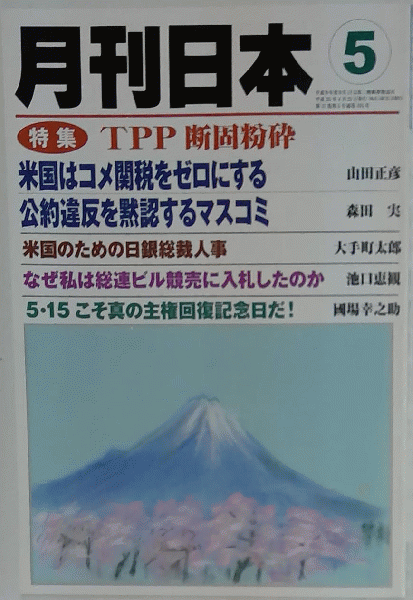 月刊日本
5
特集 TPP断固粉砕
米国はコメ関税をゼロにする 山田正彦
公約違反を黙認するマスコミ 森田 実
米国のための日銀総裁人事 大手町太郎
なぜ私は総連ビル競売に入札したのか 池口恵観
5・15こそ真の主権回復記念日だ! 國場幸之助